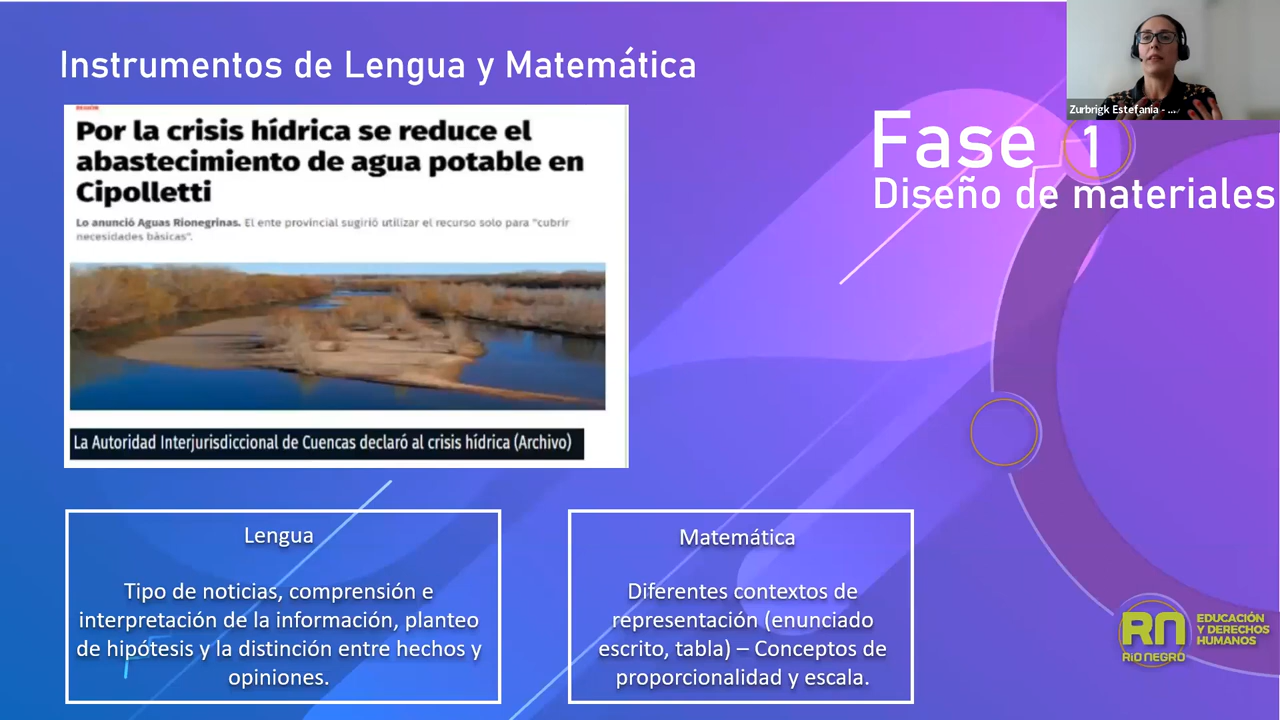 Instrumentos de Lengua y Matemática
REGIÓN
Por la crisis hídrica se reduce el
abastecimiento de agua potable en
Cipolletti
Lo anunció Aguas Rionegrinas. El ente provincial sugirió utilizar el recurso solo para "cubrir
necesidades básicas".
La Autoridad Interjurisdiccional de Cuencas declaró al crisis hídrica (Archivo)
Zurbrigk Estefanía - ...
Fase 1
Diseño de materiales
Lengua
Tipo de noticias, comprensión e
interpretación de la información, planteo
de hipótesis y la distinción entre hechos y
opiniones.
Matemática
Diferentes contextos de
representación (enunciado
escrito, tabla) – Conceptos de
proporcionalidad y escala.
RN
RÍO NEGRO
EDUCACIÓN
Y DERECHOS
HUMANOS